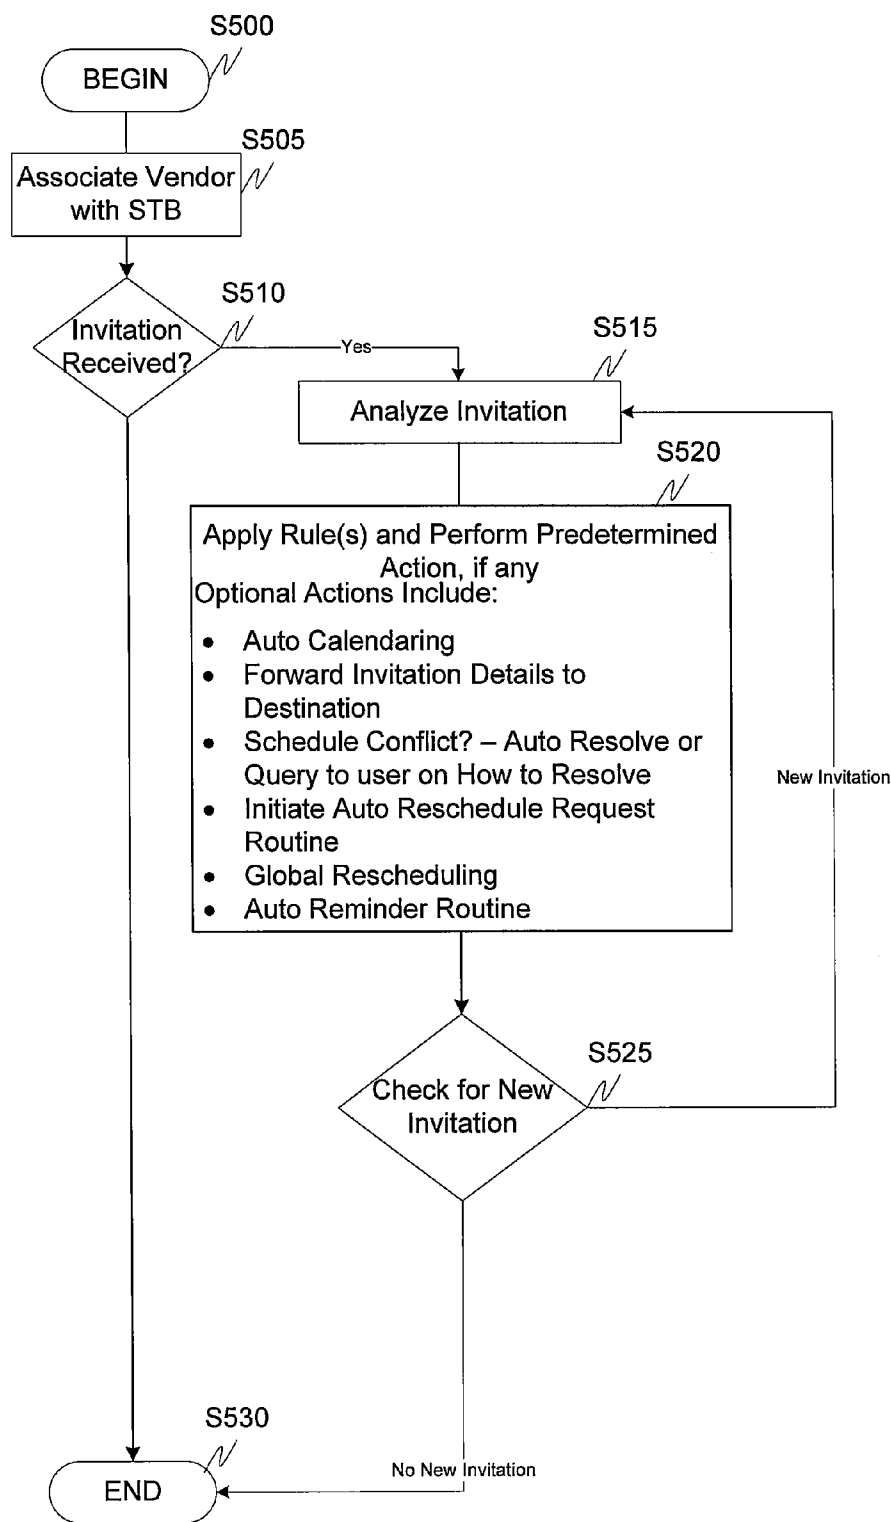 S500
BEGIN
S505
Associate Vendor
with STB
S510
Invitation
Received?
Yes
S515
Analyze Invitation
S520
Apply Rule(s) and Perform Predetermined
Action, if any
Optional Actions Include:
• Auto Calendaring
• Forward Invitation Details to
Destination
• Schedule Conflict? – Auto Resolve or
Query to user on How to Resolve
• Initiate Auto Reschedule Request
Routine
• Global Rescheduling
• Auto Reminder Routine
New Invitation
S525
Check for New
Invitation
S530
No New Invitation
END